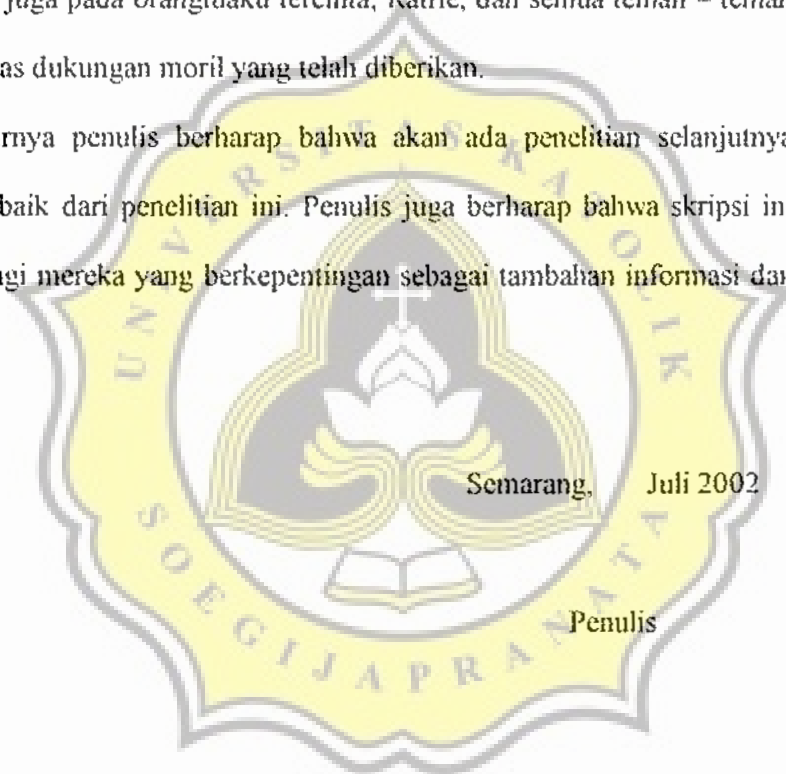 juga pada orangtuaku tercinta, Katrie, dan semua teman – teman
as dukungan moril yang telah diberikan.
rnya penulis berharap bahwa akan ada penelitian selanjutnya
baik dari penelitian ini. Penulis juga berharap bahwa skripsi in
gi mereka yang berkepentingan sebagai tambahan informasi dan
UNIVERSITAS KATOLIK
Semarang, Juli 2002
Penulis
SOEGIJAPRANATA